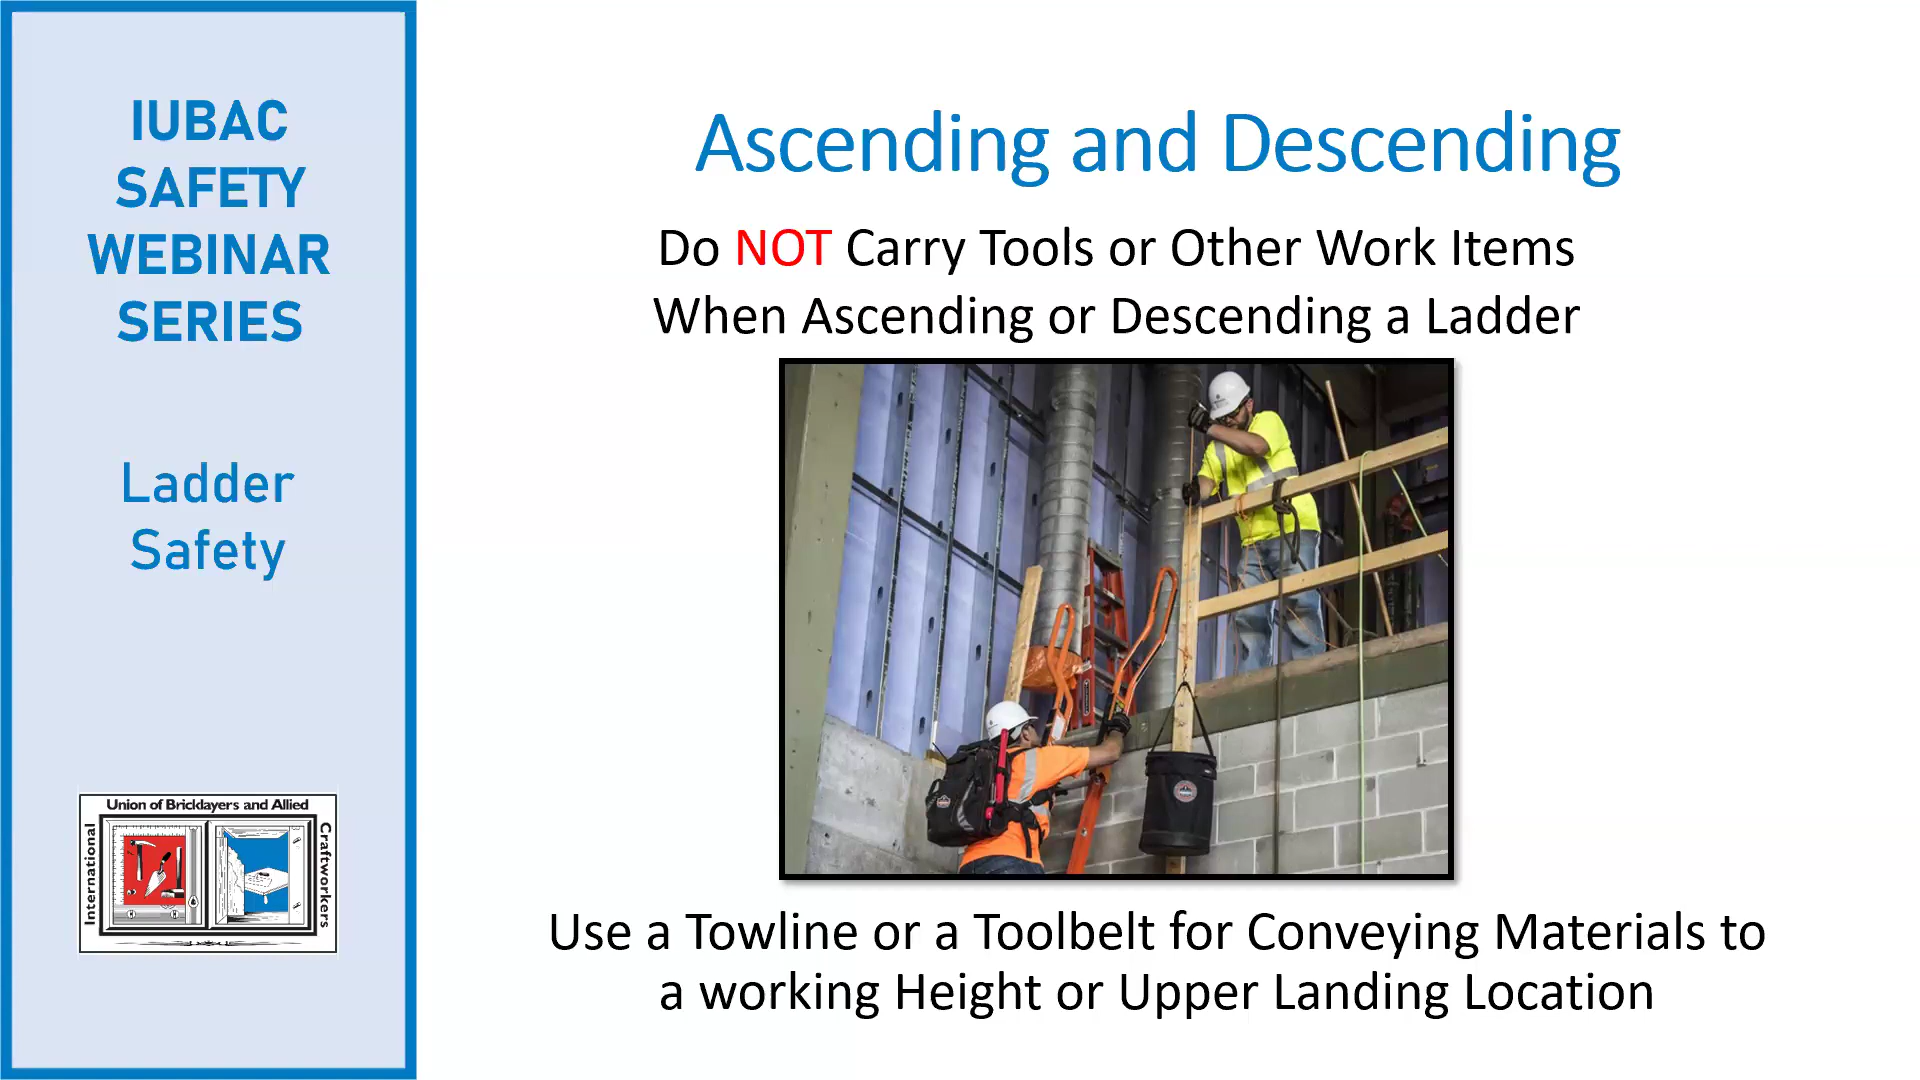 IUBAC
SAFETY
WEBINAR
SERIES
Ladder
Safety
Union of Bricklayers and Allied
International
Craftworkers
Ascending and Descending
Do NOT Carry Tools or Other Work Items
When Ascending or Descending a Ladder
Use a Towline or a Toolbelt for Conveying Materials to
a working Height or Upper Landing Location